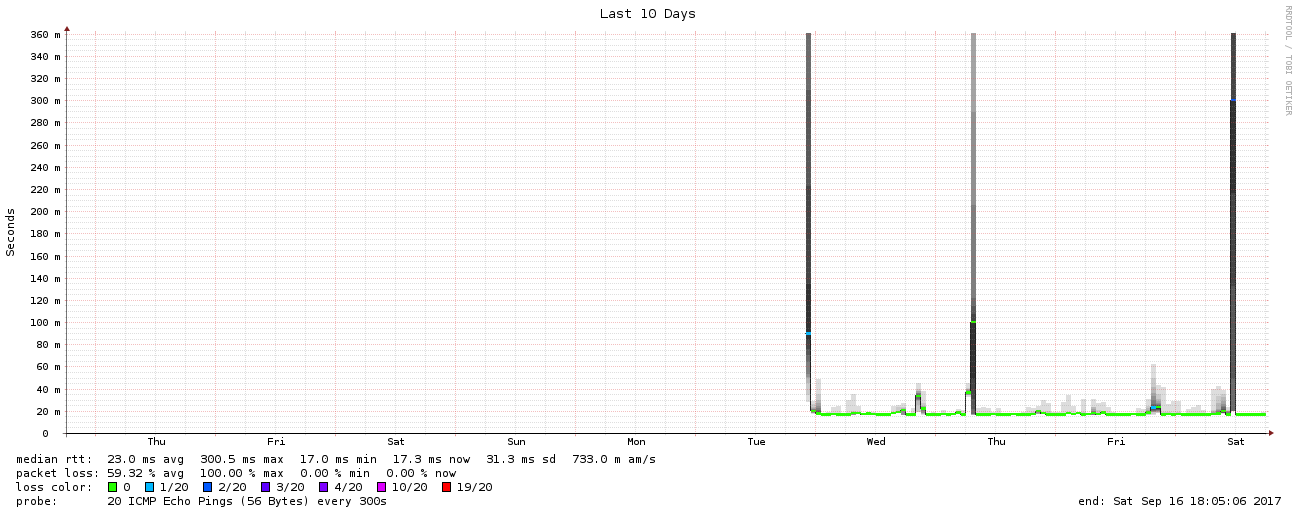 Last 10 Days
RRDTOOL / TOBI OETIKER
Seconds
360 m
340 m
320 m
300 m
280 m
260 m
240 m
220 m
200 m
180 m
160 m
140 m
120 m
100 m
80 m
60 m
40 m
20 m
0
Thu Fri Sat Sun Mon Tue Wed Thu Fri Sat
median rtt: 23.0 ms avg 300.5 ms max 17.0 ms min 17.3 ms now 31.3 ms sd 733.0 m am/s
packet loss: 59.32 % avg 100.00 % max 0.00 % min 0.00 % now
loss color: 0 1/20 2/20 3/20 4/20 10/20 19/20
probe: 20 ICMP Echo Pings (56 Bytes) every 300s end: Sat Sep 16 18:05:06 2017